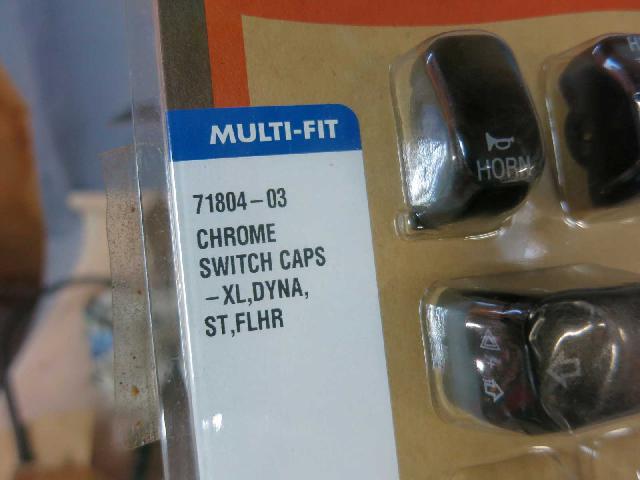 MULTI-FIT
71804-03
CHROME
SWITCH CAPS
-XL,DYNA,
ST,FLHR
HORN
H